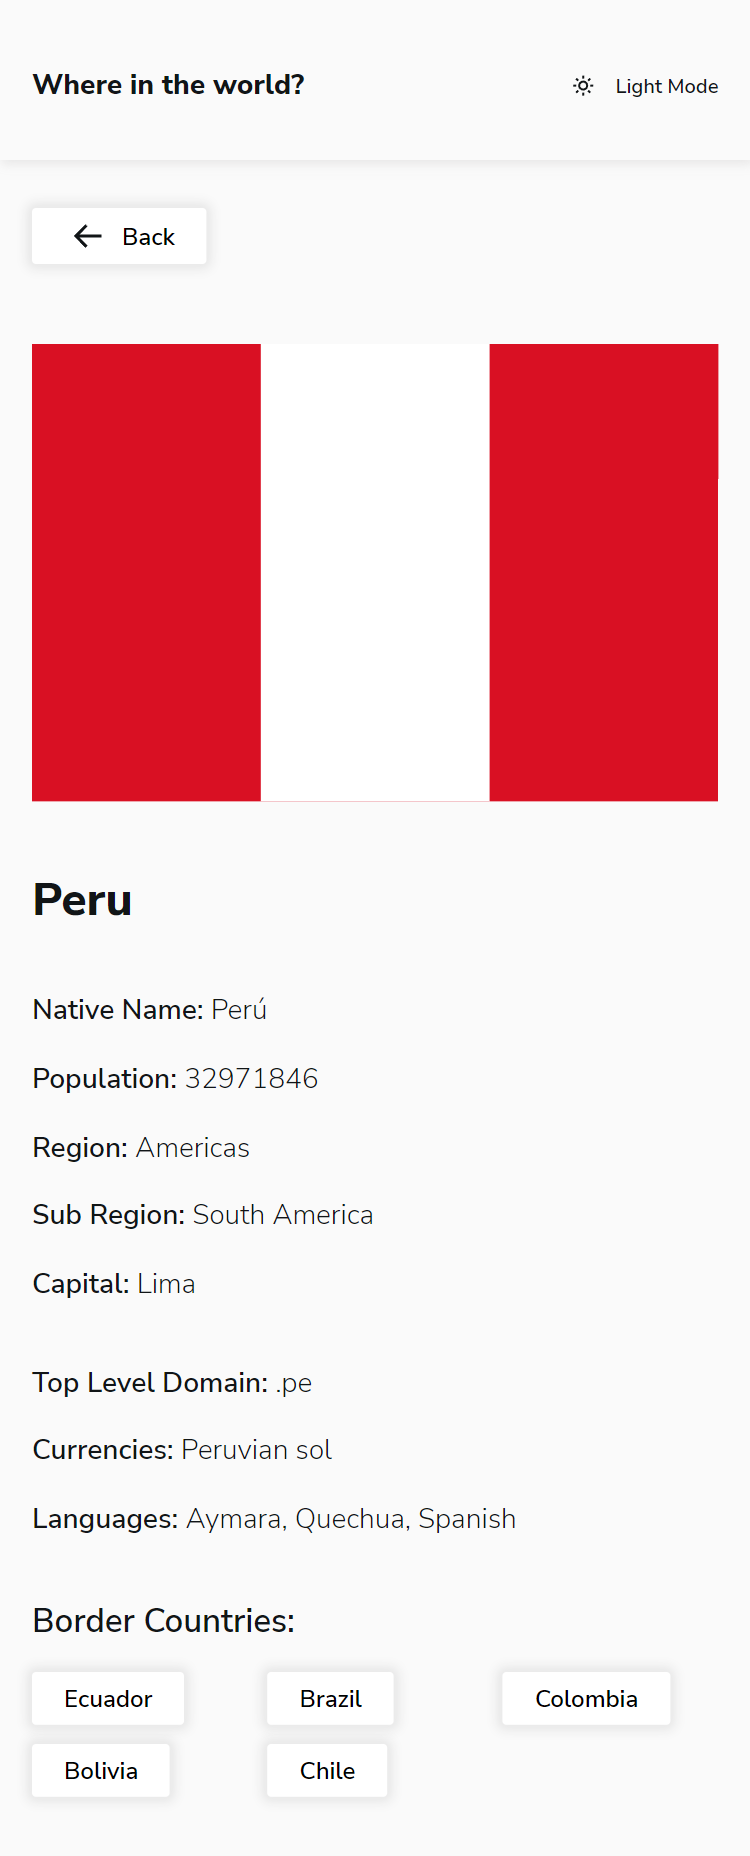 Where in the world?
Light Mode
Back
Peru
Native Name: Perú
Population: 32971846
Region: Americas
Sub Region: South America
Capital: Lima
Top Level Domain: .pe
Currencies: Peruvian sol
Languages: Aymara, Quechua, Spanish
Border Countries:
Ecuador Brazil Colombia
Bolivia Chile